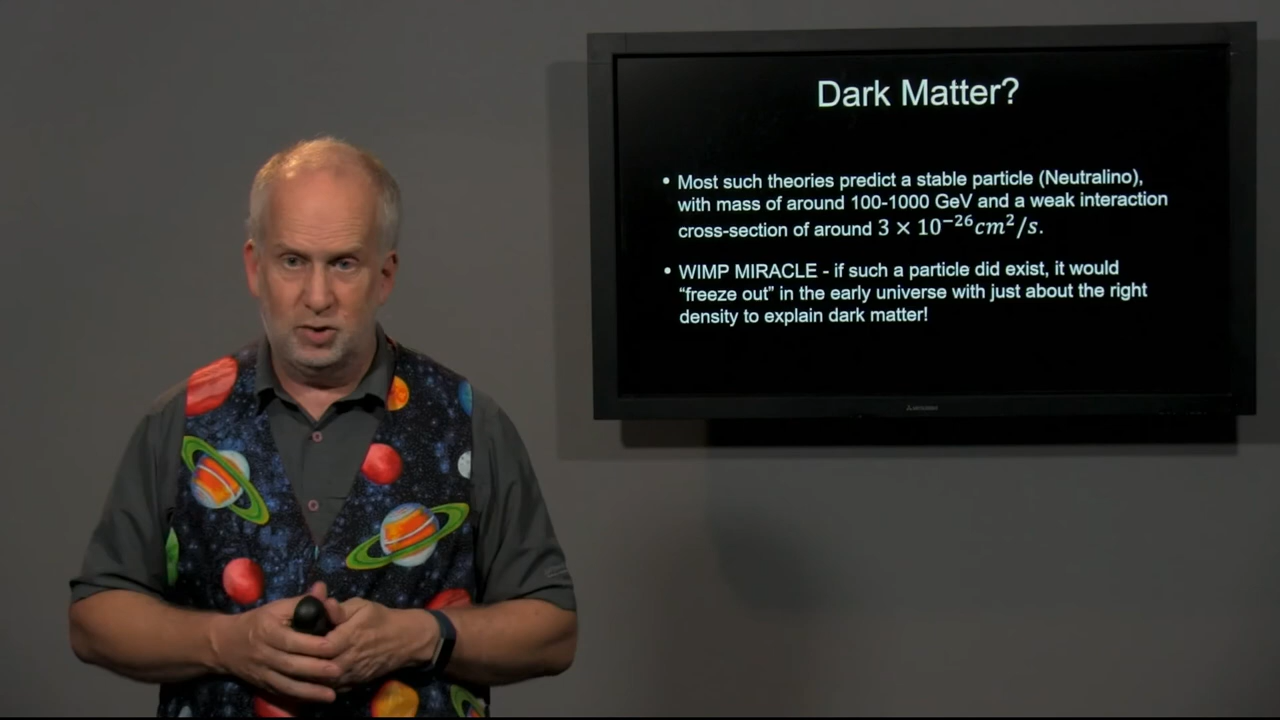 Dark Matter?
• Most such theories predict a stable particle (Neutralino),
with mass of around 100-1000 GeV and a weak interaction
cross-section of around 3 × 10⁻²⁶cm²/s.
• WIMP MIRACLE - if such a particle did exist, it would
“freeze out” in the early universe with just about the right
density to explain dark matter!